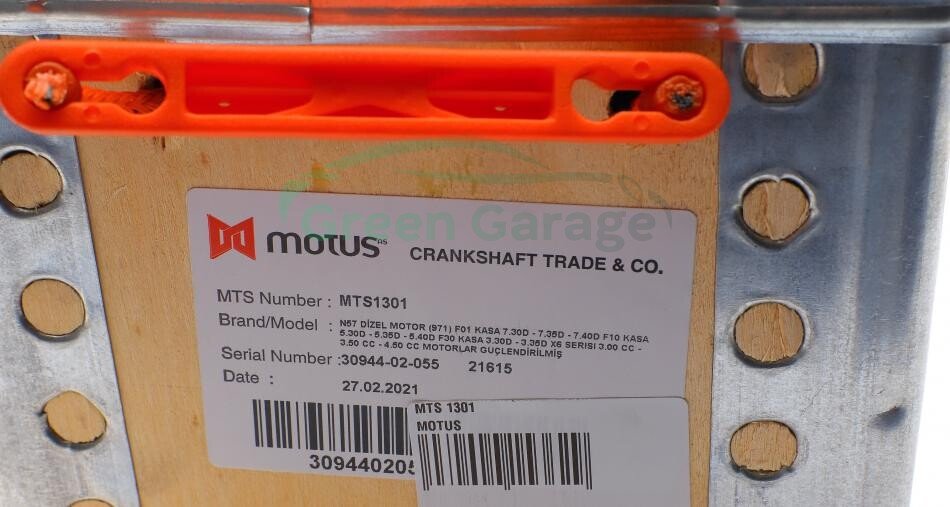 Green Garage
motus AS CRANKSHAFT TRADE & CO.
MTS Number : MTS1301
Brand/Model : N57 DİZEL MOTOR (971) F01 KASA 7.30D - 7.35D - 7.40D F10 KASA
5.30D - 5.35D - 5.40D F30 KASA 3.30D - 3.35D X6 SERISI 3.00 CC -
3.50 CC - 4.50 CC MOTORLAR GUÇLENDİRİLMİŞ
Serial Number :30944-02-055 21615
Date : 27.02.2021
309440205
MTS 1301
MOTUS